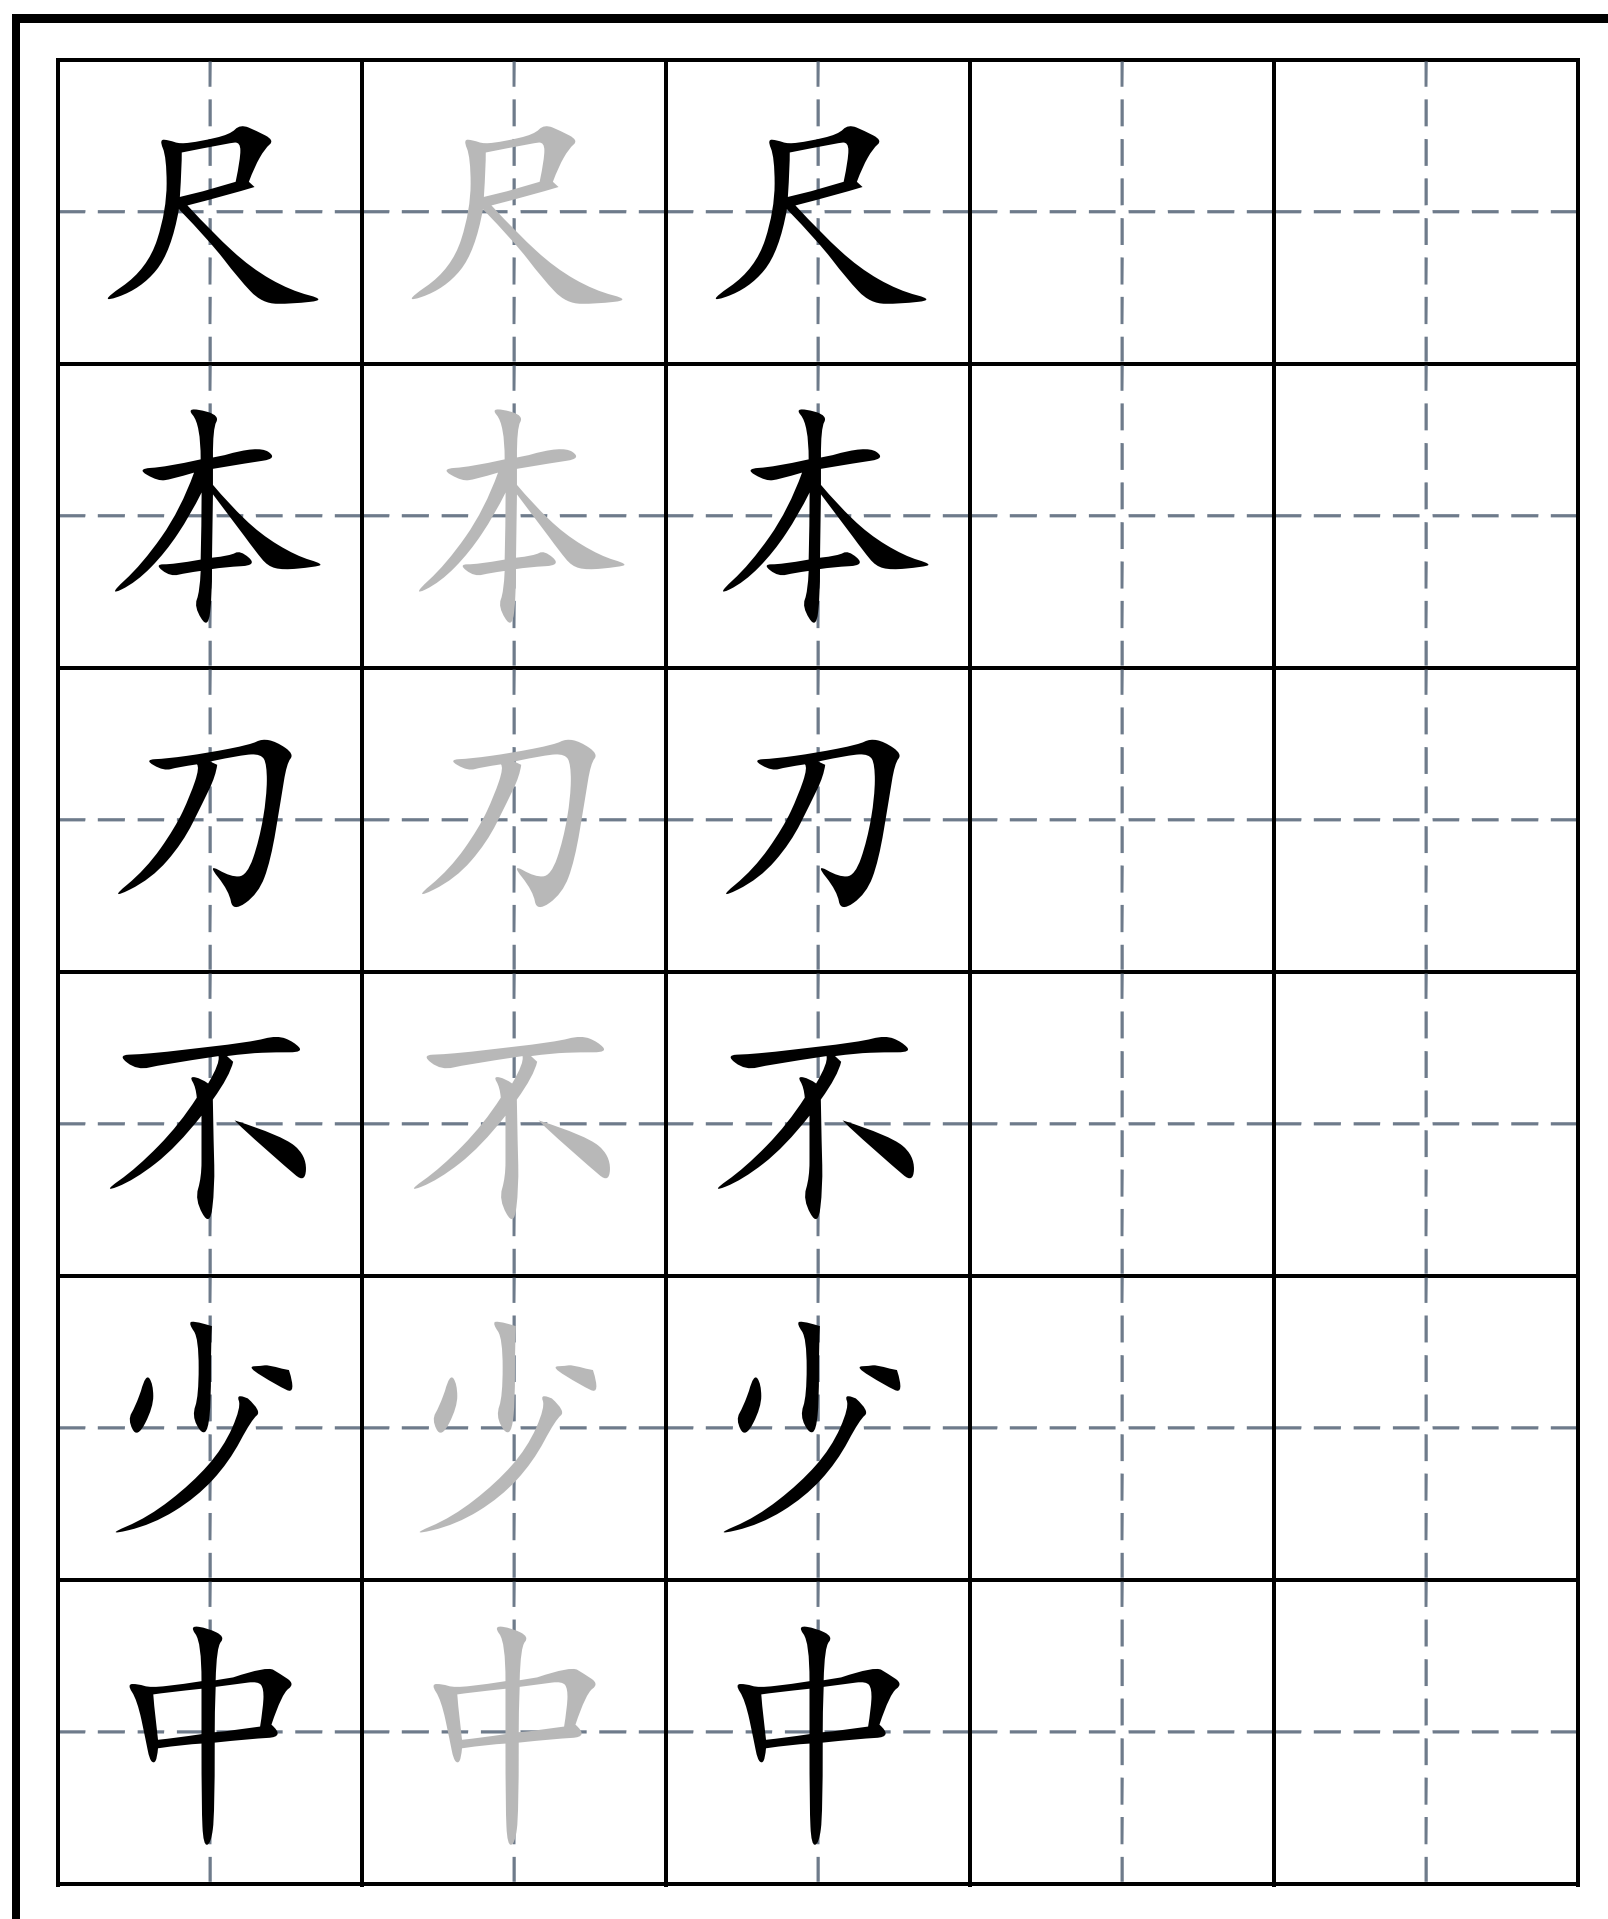 尺 尺 尺
本 本 本
刀 刀 刀
不 不 不
少 少 少
中 中 中